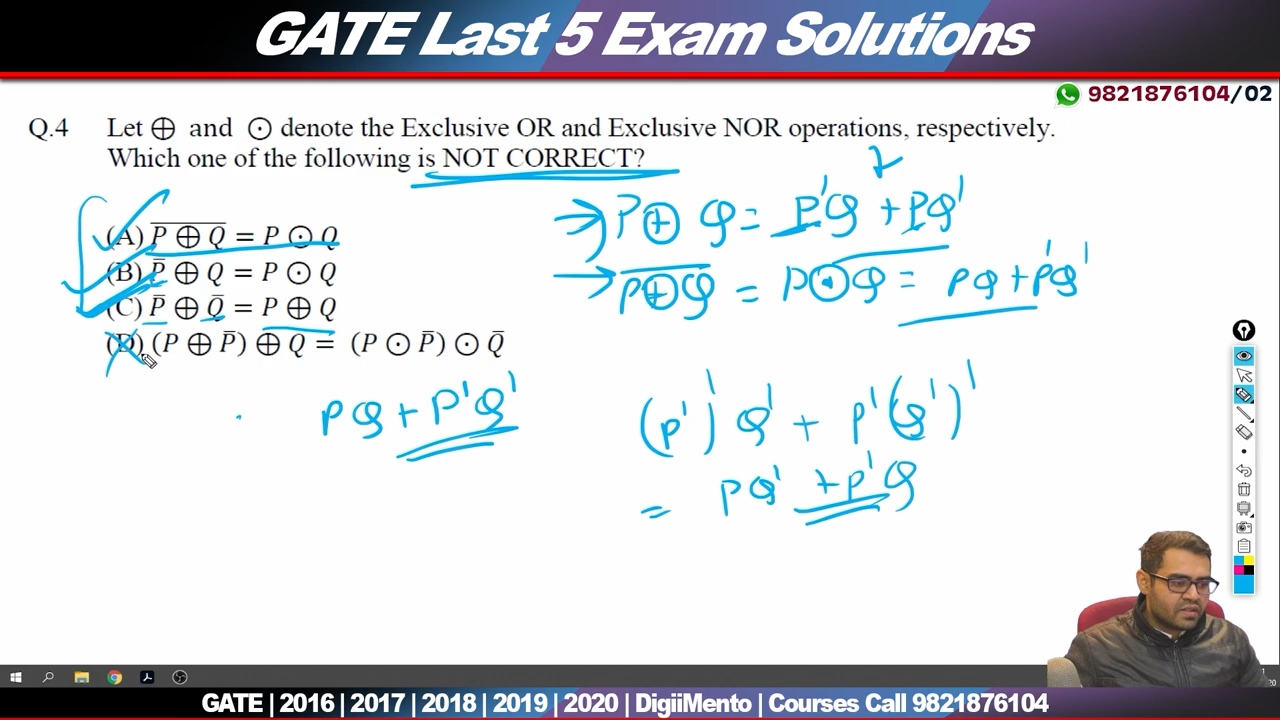 GATE Last 5 Exam Solutions
9821876104/02
Q.4 Let ⊕ and ⊙ denote the Exclusive OR and Exclusive NOR operations, respectively.
Which one of the following is NOT CORRECT?
(A) \overline{P ⊕ Q} = P ⊙ Q
(B) P̅ ⊕ Q = P ⊙ Q
(C) P̅ ⊕ Q̅ = P ⊕ Q
(D) (P ⊕ P̅) ⊕ Q = (P ⊙ P̅) ⊙ Q̅
P ⊕ Q = P'Q + PQ'
\overline{P ⊕ Q} = P ⊙ Q = PQ + P'Q'
PQ + P'Q'
(P')'Q' + P'(Q')'
= PQ' + P'Q
GATE | 2016 | 2017 | 2018 | 2019 | 2020 | DigiiMento | Courses Call 9821876104